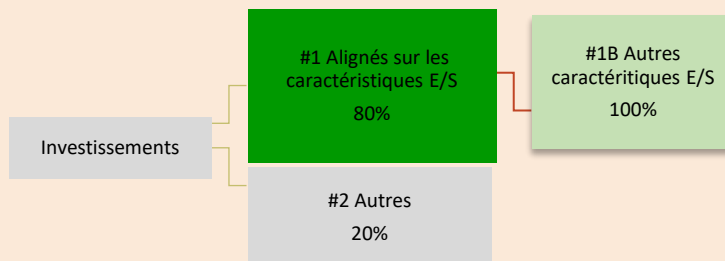 Investissements
#1 Alignés sur les
caractéristiques E/S
80%
#2 Autres
20%
#1B Autres
caractéritiques E/S
100%